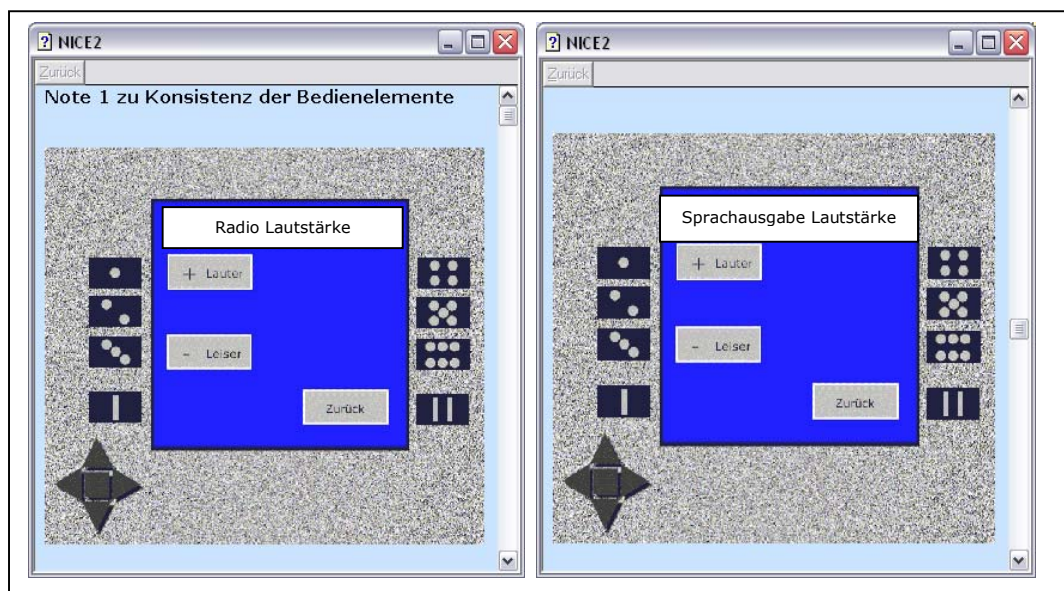 NICE2
Zurück
Note 1 zu Konsistenz der Bedienelemente
Radio Lautstärke
+ Lauter
- Leiser
Zurück
NICE2
Zurück
Sprachausgabe Lautstärke
+ Lauter
- Leiser
Zurück